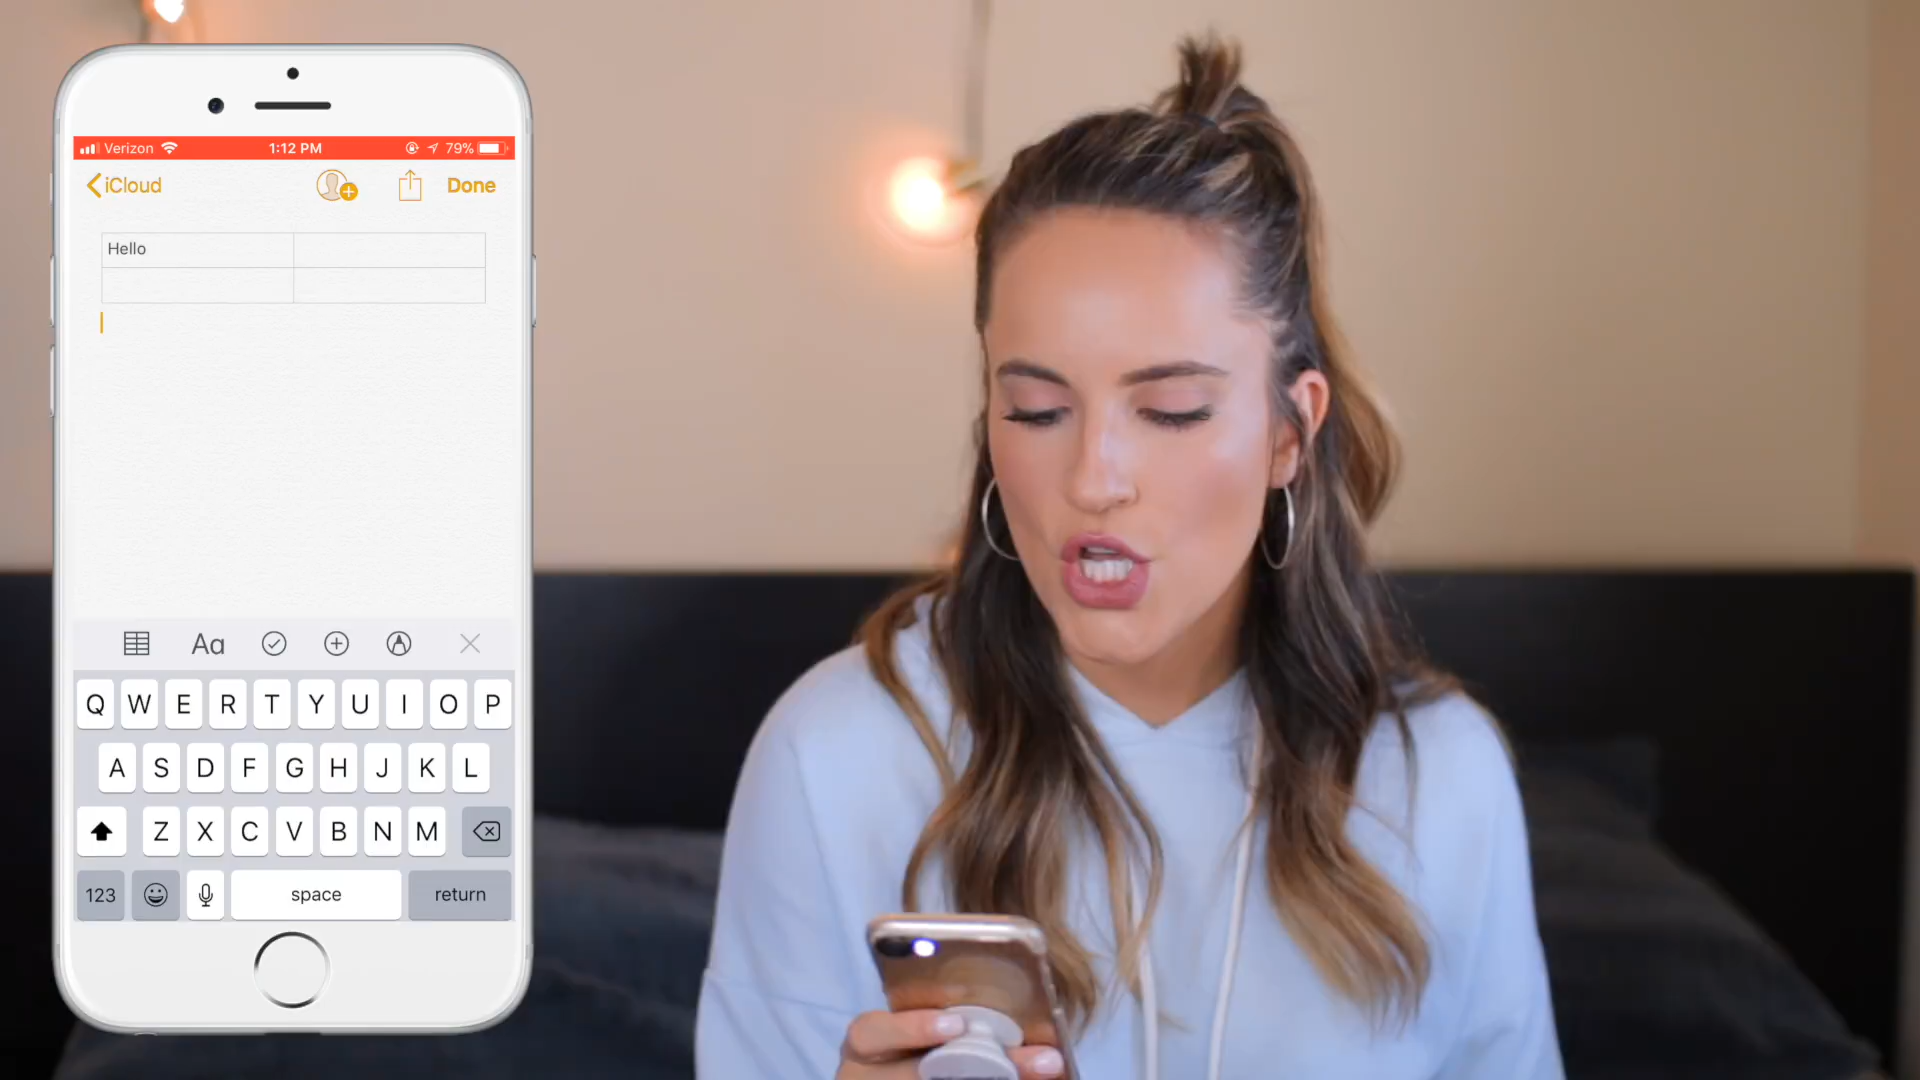 Verizon 1:12 PM 79%
iCloud Done
Hello
Aa
Q W E R T Y U I O P
A S D F G H J K L
Z X C V B N M
123 space return